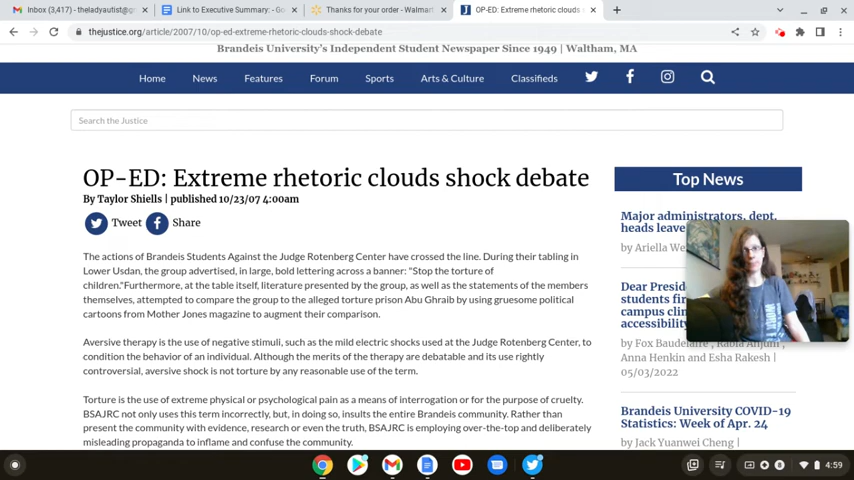 Inbox (3,417) - theladyautist@g
Link to Executive Summary: - Go
Thanks for your order - Walmart
OP-ED: Extreme rhetoric clouds s
thejustice.org/article/2007/10/op-ed-extreme-rhetoric-clouds-shock-debate
Brandeis University's Independent Student Newspaper Since 1949 | Waltham, MA
Home News Features Forum Sports Arts & Culture Classifieds
Search the Justice
OP-ED: Extreme rhetoric clouds shock debate
By Taylor Shiells | published 10/23/07 4:00am
Tweet Share
The actions of Brandeis Students Against the Judge Rotenberg Center have crossed the line. During their tabling in
Lower Usdan, the group advertised, in large, bold lettering across a banner: "Stop the torture of
children."Furthermore, at the table itself, literature presented by the group, as well as the statements of the members
themselves, attempted to compare the group to the alleged torture prison Abu Ghraib by using gruesome political
cartoons from Mother Jones magazine to augment their comparison.
Aversive therapy is the use of negative stimuli, such as the mild electric shocks used at the Judge Rotenberg Center, to
condition the behavior of an individual. Although the merits of the therapy are debatable and its use rightly
controversial, aversive shock is not torture by any reasonable use of the term.
Torture is the use of extreme physical or psychological pain as a means of interrogation or for the purpose of cruelty.
BSAJRC not only uses this term incorrectly, but, in doing so, insults the entire Brandeis community. Rather than
present the community with evidence, research or even the truth, BSAJRC is employing over-the-top and deliberately
misleading propaganda to inflame and confuse the community.
Top News
Major administrators, dept.
heads leave
by Ariella We
Dear Presid
students fir
campus clin
accessibility
by Fox Baudelaire , Rabia Anjum ,
Anna Henkin and Esha Rakesh |
05/03/2022
Brandeis University COVID-19
Statistics: Week of Apr. 24
by Jack Yuanwei Cheng |
4:59